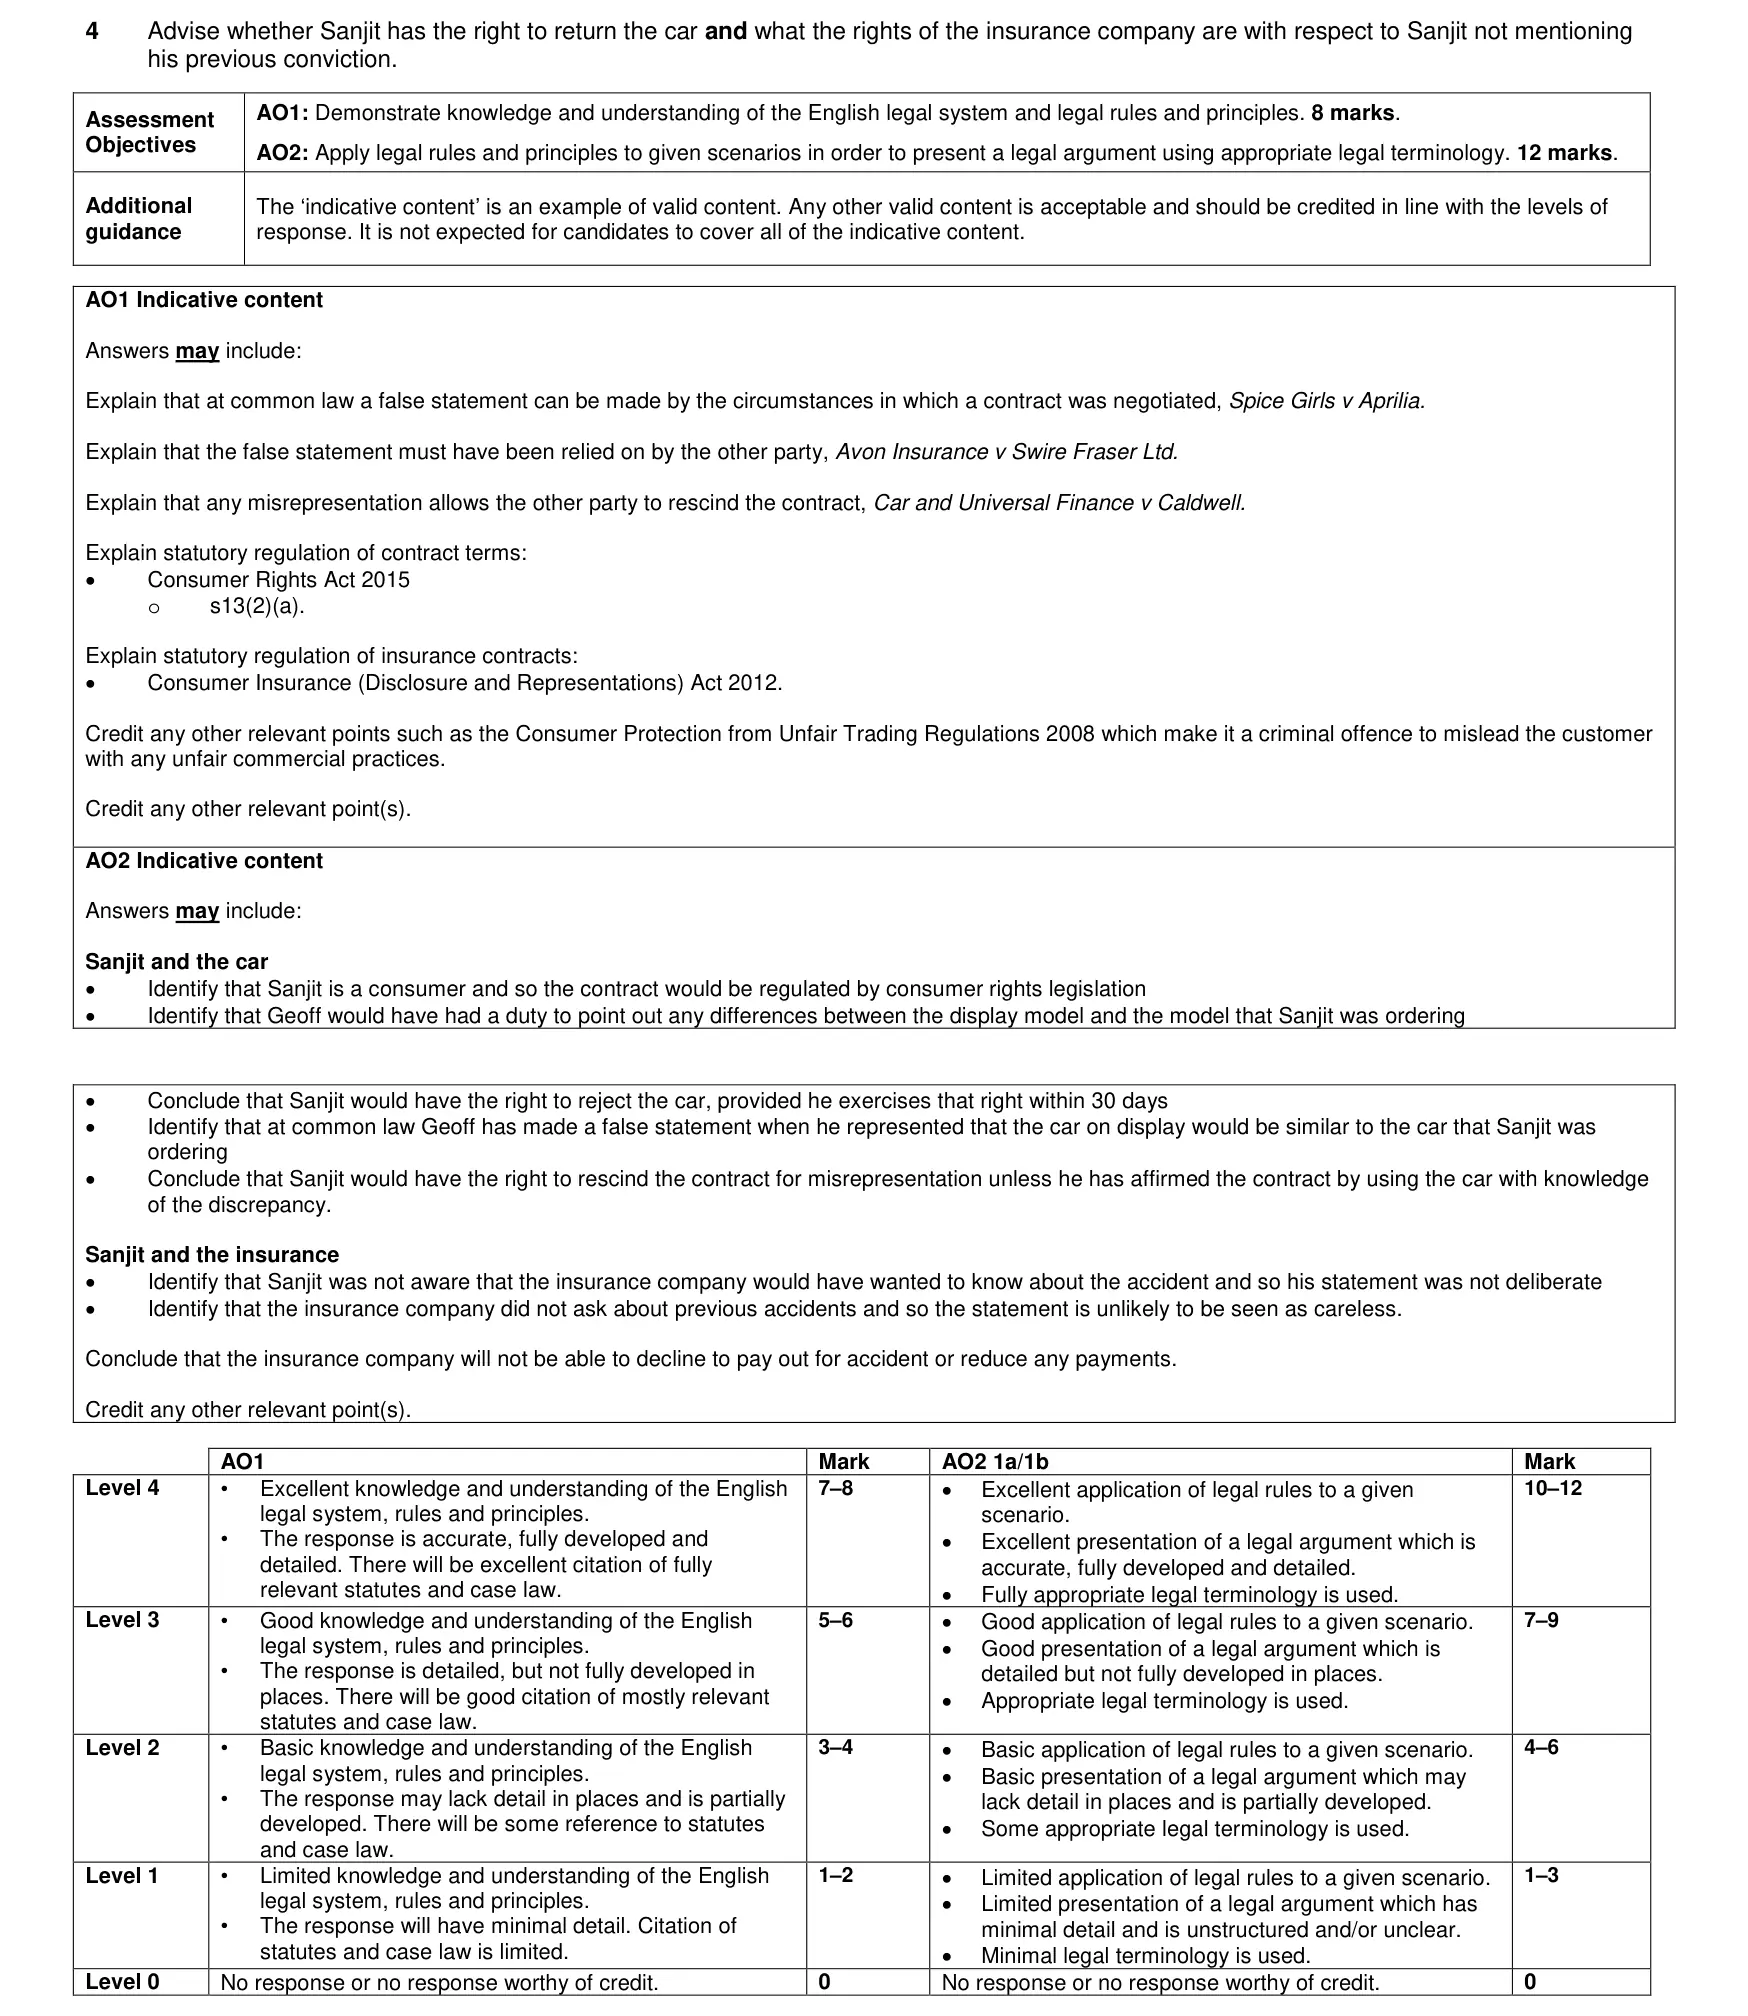 4 Advise whether Sanjit has the right to return the car and what the rights of the insurance company are with respect to Sanjit not mentioning
his previous conviction.
Assessment
Objectives
AO1: Demonstrate knowledge and understanding of the English legal system and legal rules and principles. 8 marks.
AO2: Apply legal rules and principles to given scenarios in order to present a legal argument using appropriate legal terminology. 12 marks.
Additional
guidance
The ‘indicative content’ is an example of valid content. Any other valid content is acceptable and should be credited in line with the levels of
response. It is not expected for candidates to cover all of the indicative content.
AO1 Indicative content
Answers may include:
Explain that at common law a false statement can be made by the circumstances in which a contract was negotiated, Spice Girls v Aprilia.
Explain that the false statement must have been relied on by the other party, Avon Insurance v Swire Fraser Ltd.
Explain that any misrepresentation allows the other party to rescind the contract, Car and Universal Finance v Caldwell.
Explain statutory regulation of contract terms:
• Consumer Rights Act 2015
o s13(2)(a).
Explain statutory regulation of insurance contracts:
• Consumer Insurance (Disclosure and Representations) Act 2012.
Credit any other relevant points such as the Consumer Protection from Unfair Trading Regulations 2008 which make it a criminal offence to mislead the customer
with any unfair commercial practices.
Credit any other relevant point(s).
AO2 Indicative content
Answers may include:
Sanjit and the car
• Identify that Sanjit is a consumer and so the contract would be regulated by consumer rights legislation
• Identify that Geoff would have had a duty to point out any differences between the display model and the model that Sanjit was ordering
• Conclude that Sanjit would have the right to reject the car, provided he exercises that right within 30 days
• Identify that at common law Geoff has made a false statement when he represented that the car on display would be similar to the car that Sanjit was
ordering
• Conclude that Sanjit would have the right to rescind the contract for misrepresentation unless he has affirmed the contract by using the car with knowledge
of the discrepancy.
Sanjit and the insurance
• Identify that Sanjit was not aware that the insurance company would have wanted to know about the accident and so his statement was not deliberate
• Identify that the insurance company did not ask about previous accidents and so the statement is unlikely to be seen as careless.
Conclude that the insurance company will not be able to decline to pay out for accident or reduce any payments.
Credit any other relevant point(s).
AO1 Mark AO2 1a/1b Mark
Level 4
• Excellent knowledge and understanding of the English
legal system, rules and principles.
• The response is accurate, fully developed and
detailed. There will be excellent citation of fully
relevant statutes and case law.
7–8
• Excellent application of legal rules to a given
scenario.
• Excellent presentation of a legal argument which is
accurate, fully developed and detailed.
• Fully appropriate legal terminology is used.
10–12
Level 3
• Good knowledge and understanding of the English
legal system, rules and principles.
• The response is detailed, but not fully developed in
places. There will be good citation of mostly relevant
statutes and case law.
5–6
• Good application of legal rules to a given scenario.
• Good presentation of a legal argument which is
detailed but not fully developed in places.
• Appropriate legal terminology is used.
7–9
Level 2
• Basic knowledge and understanding of the English
legal system, rules and principles.
• The response may lack detail in places and is partially
developed. There will be some reference to statutes
and case law.
3–4
• Basic application of legal rules to a given scenario.
• Basic presentation of a legal argument which may
lack detail in places and is partially developed.
• Some appropriate legal terminology is used.
4–6
Level 1
• Limited knowledge and understanding of the English
legal system, rules and principles.
• The response will have minimal detail. Citation of
statutes and case law is limited.
1–2
• Limited application of legal rules to a given scenario.
• Limited presentation of a legal argument which has
minimal detail and is unstructured and/or unclear.
• Minimal legal terminology is used.
1–3
Level 0
No response or no response worthy of credit.
0
No response or no response worthy of credit.
0